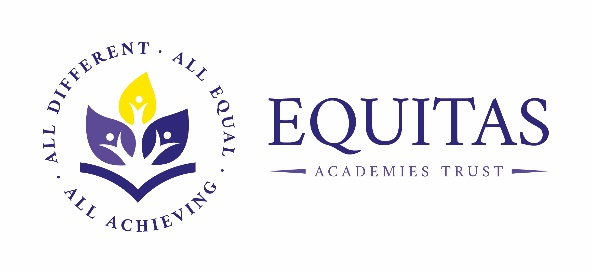 ALL DIFFERENT · ALL EQUAL · ALL ACHIEVING ·
EQUITAS
ACADEMIES TRUST